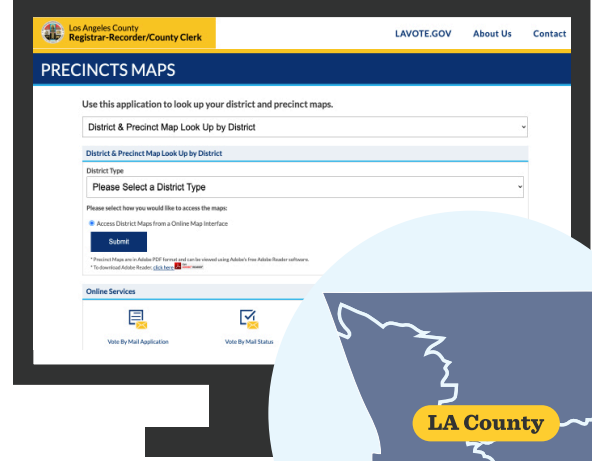 Los Angeles County
Registrar-Recorder/County Clerk
LAVOTE.GOV About Us Contact
PRECINCTS MAPS
Use this application to look up your district and precinct maps.
District & Precinct Map Look Up by District
District & Precinct Map Look Up by District
District Type
Please Select a District Type
Please select how you would like to access the maps:
Access District Maps from a Online Map Interface
Submit
* Precinct Maps are in Adobe PDF format and can be viewed using Adobe's free Adobe Reader software.
* To download Adobe Reader, click here
Online Services
Vote By Mail Application Vote By Mail Status
LA County